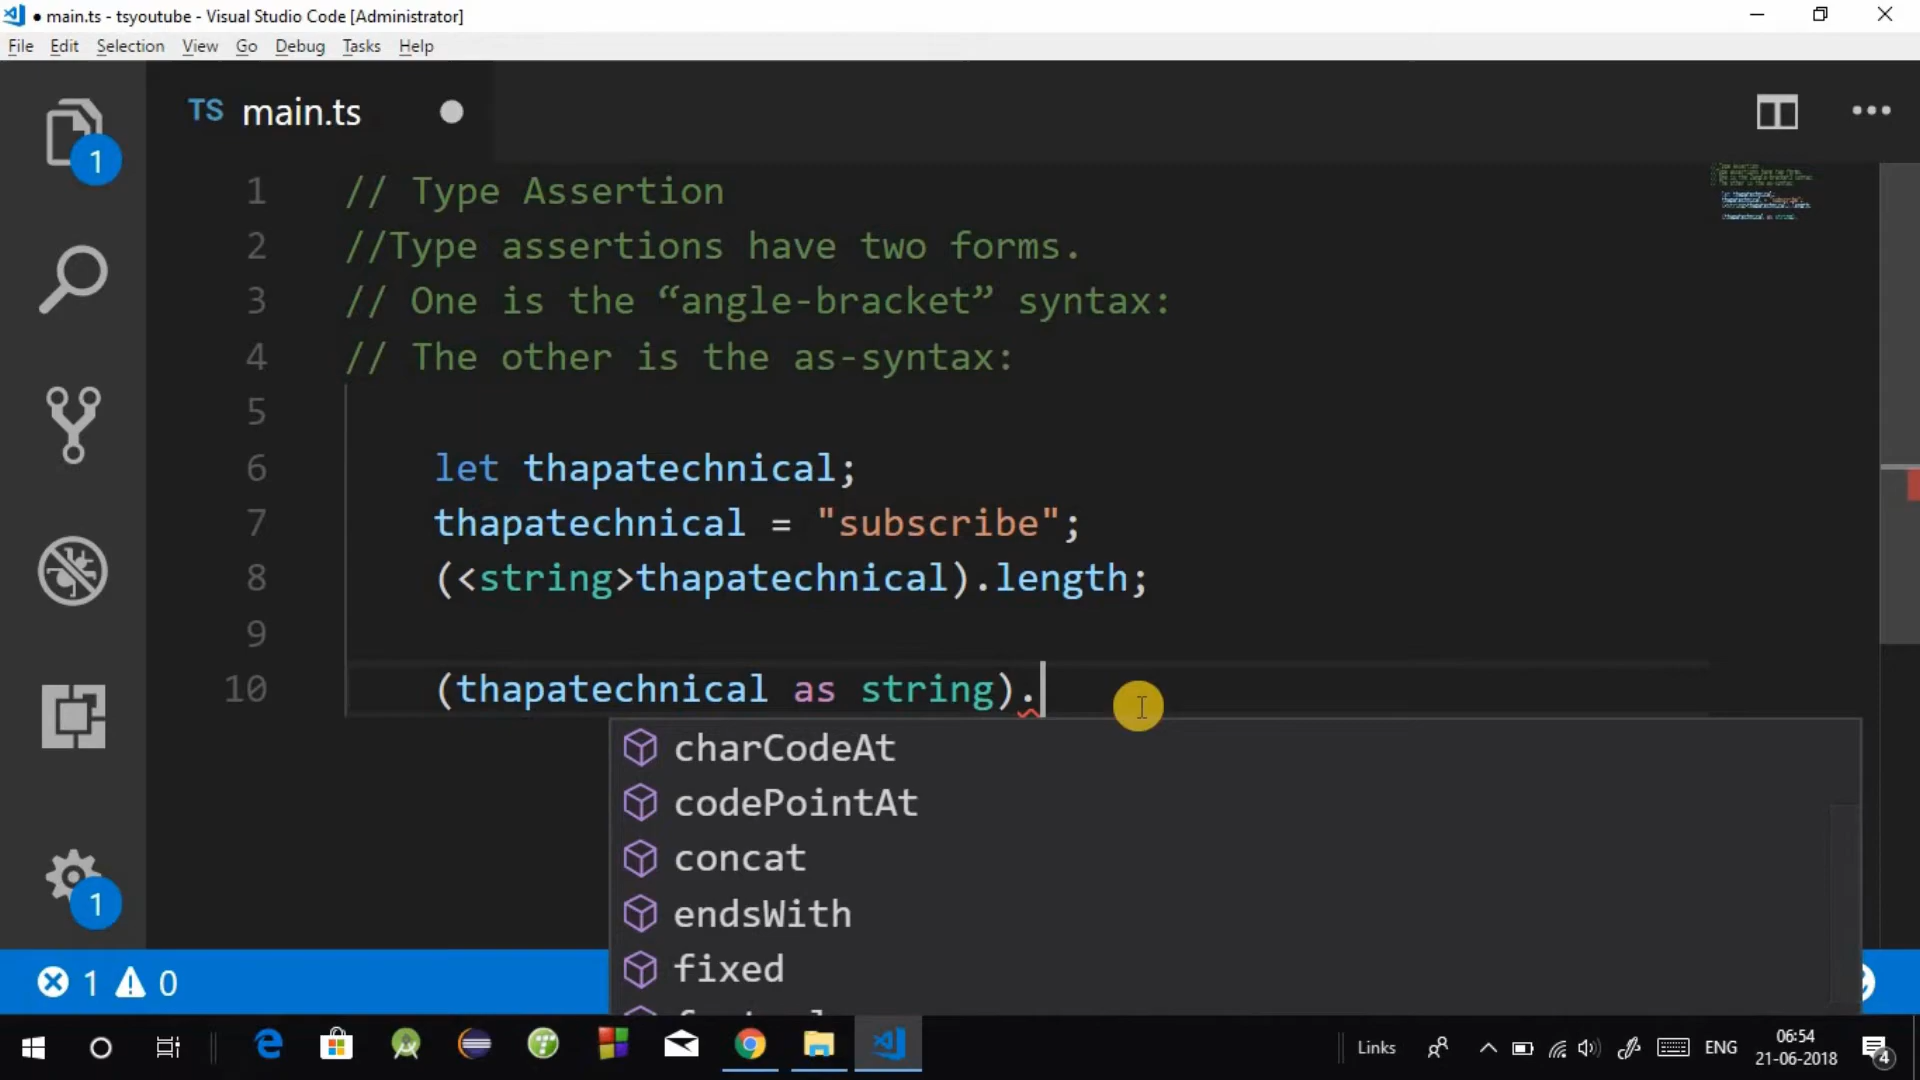 main.ts - tsyoutube - Visual Studio Code [Administrator]
File Edit Selection View Go Debug Tasks Help
TS main.ts
1
1 // Type Assertion
2 //Type assertions have two forms.
3 // One is the “angle-bracket” syntax:
4 // The other is the as-syntax:
5
6 let thapatechnical;
7 thapatechnical = "subscribe";
8 (<string>thapatechnical).length;
9
10 (thapatechnical as string).
charCodeAt
codePointAt
concat
endsWith
fixed
1
1 0
Links ENG 06:54
21-06-2018
4